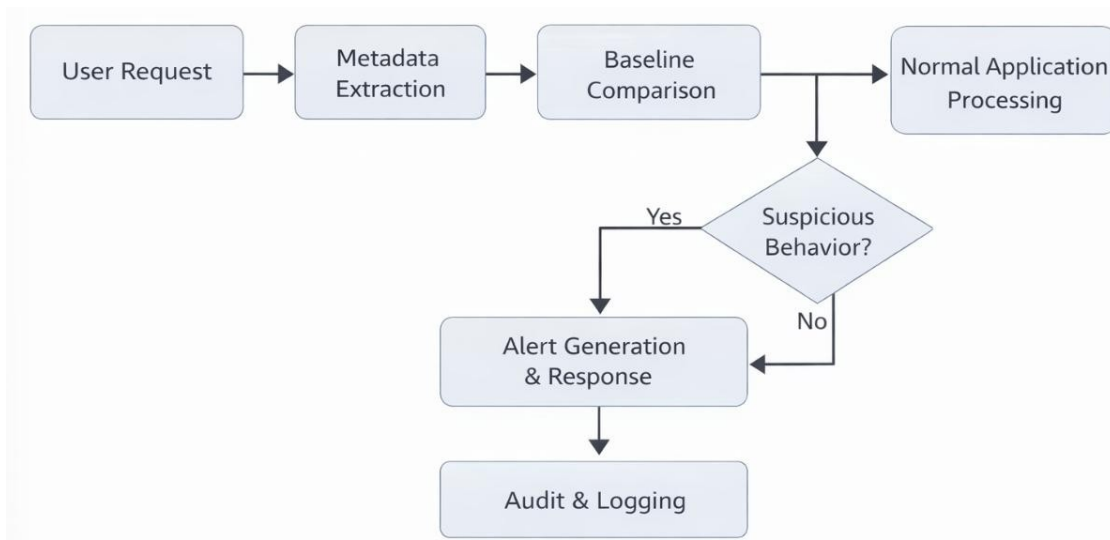 User Request
Metadata
Extraction
Baseline
Comparison
Normal Application
Processing
Suspicious
Behavior?
Yes
No
Alert Generation
& Response
Audit & Logging